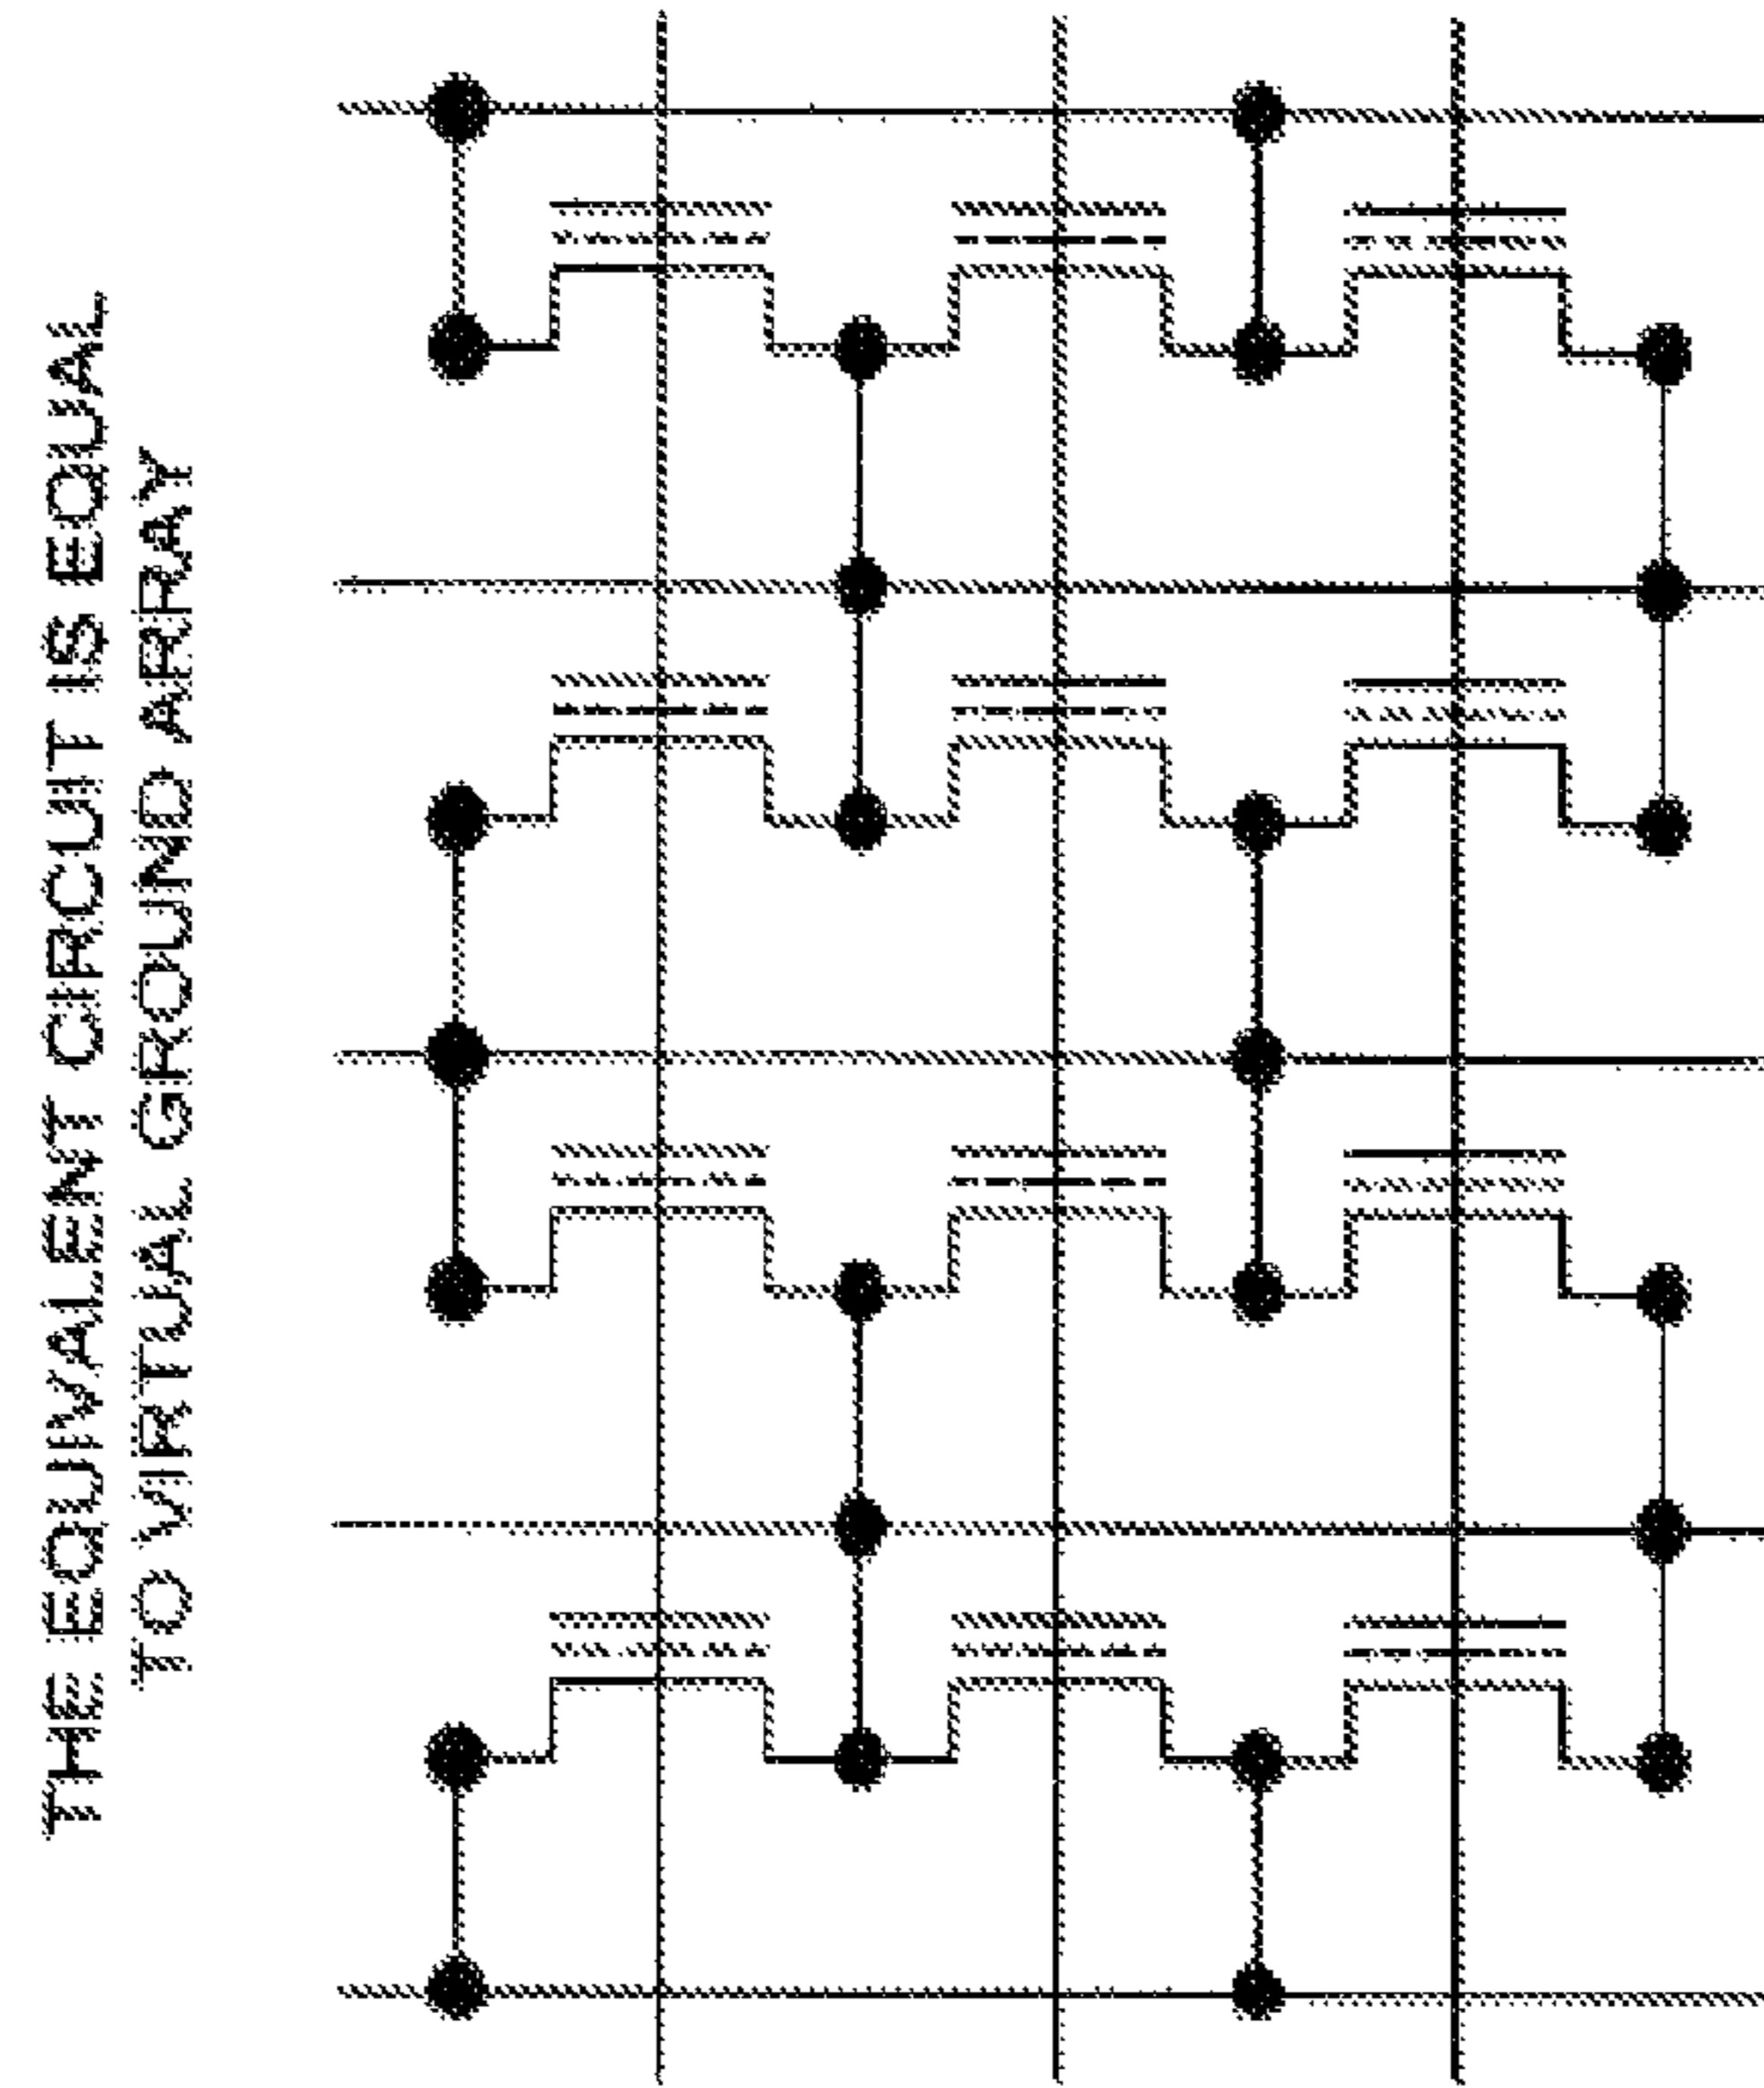 THE EQUIVALENT CIRCUIT IS EQUAL
TO VIRTUAL GROUND ARRAY